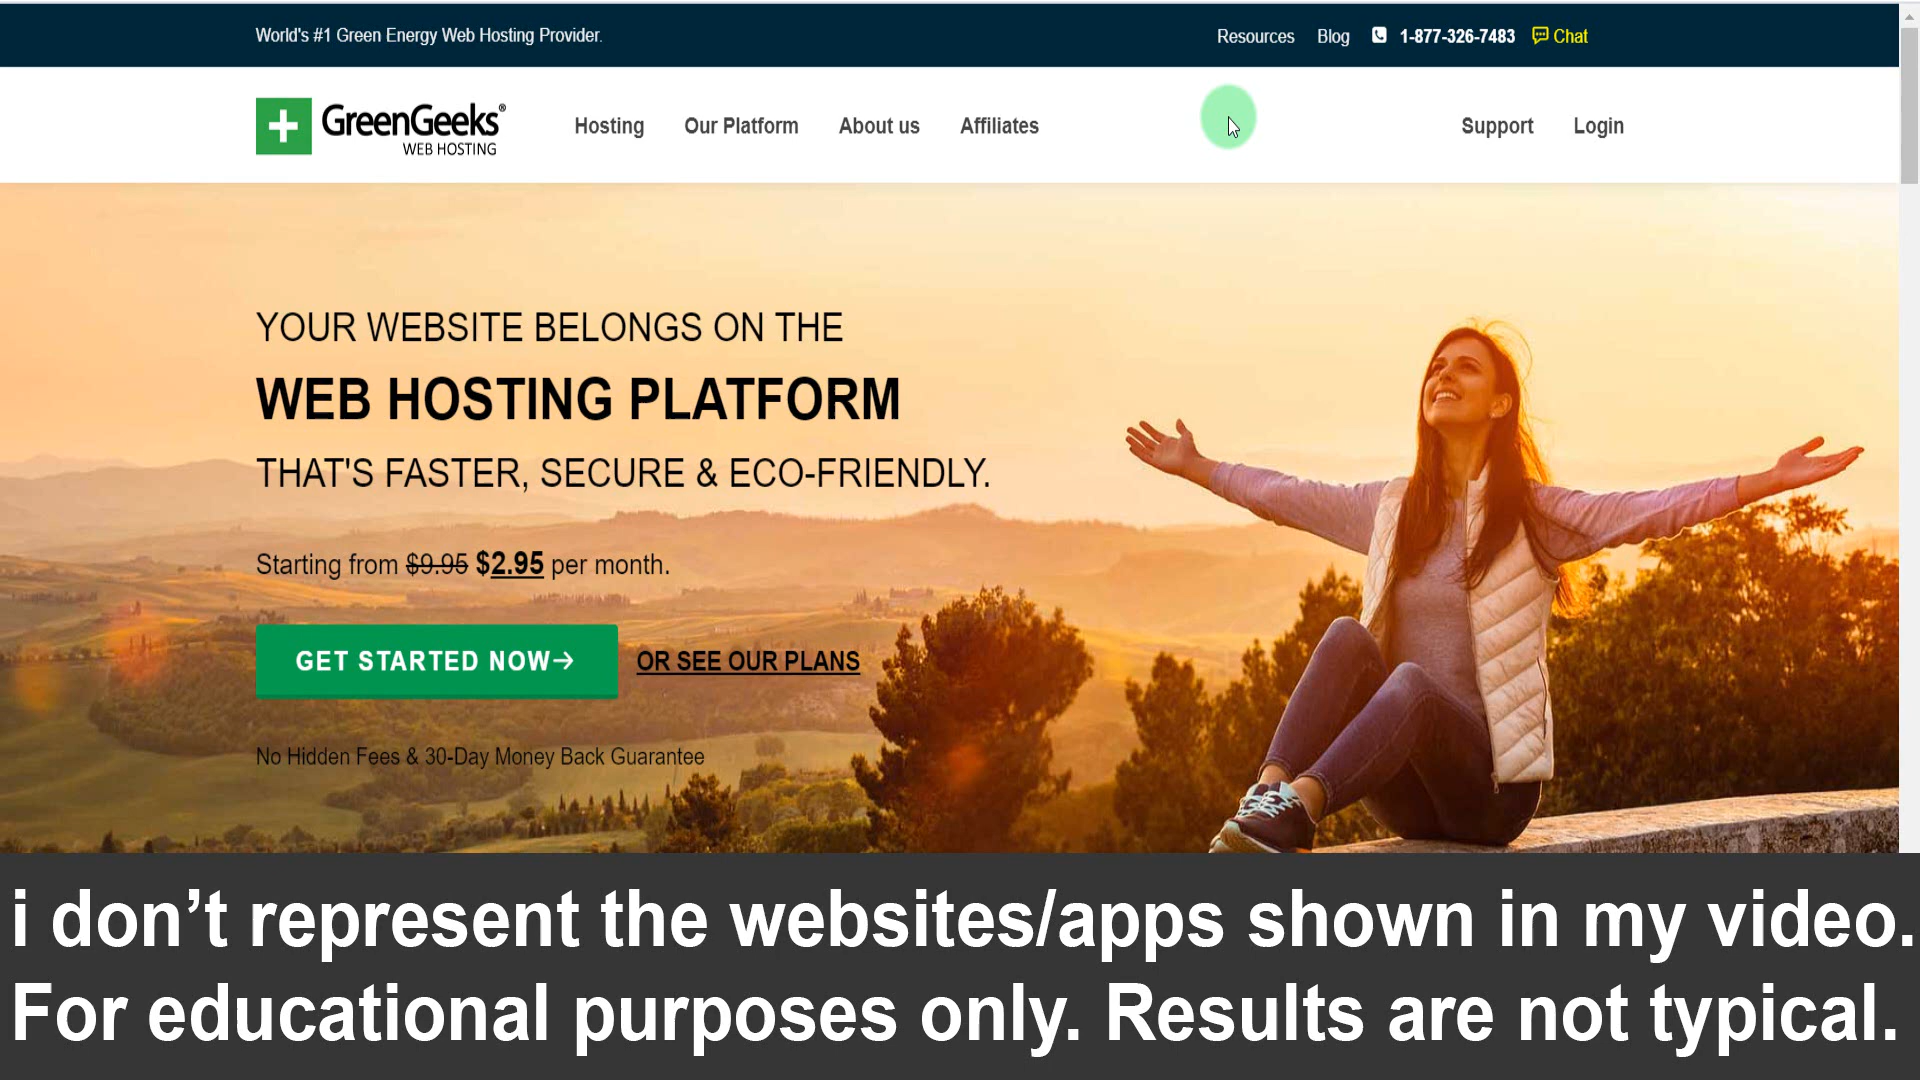 World's #1 Green Energy Web Hosting Provider.
Resources Blog 1-877-326-7483 Chat
GreenGeeks®
WEB HOSTING
Hosting Our Platform About us Affiliates Support Login
YOUR WEBSITE BELONGS ON THE
WEB HOSTING PLATFORM
THAT'S FASTER, SECURE & ECO-FRIENDLY.
Starting from $9.95 $2.95 per month.
GET STARTED NOW→ OR SEE OUR PLANS
No Hidden Fees & 30-Day Money Back Guarantee
i don’t represent the websites/apps shown in my video.
For educational purposes only. Results are not typical.